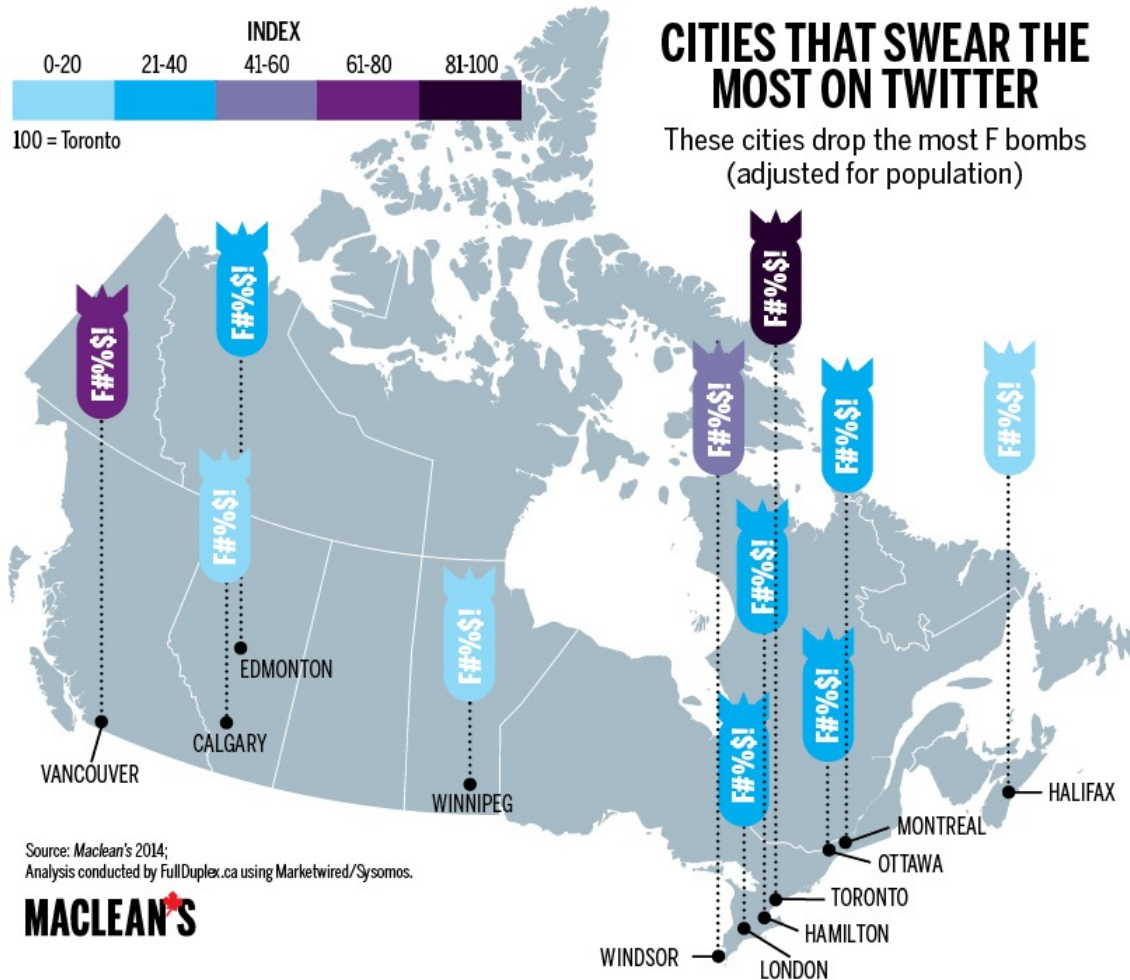 INDEX
0-20 21-40 41-60 61-80 81-100
100 = Toronto
CITIES THAT SWEAR THE
MOST ON TWITTER
These cities drop the most F bombs
(adjusted for population)
F#%$!
F#%$!
F#%$!
F#%$!
F#%$!
F#%$!
F#%$!
F#%$!
F#%$!
F#%$!
F#%$!
EDMONTON
CALGARY
VANCOUVER
WINNIPEG
HALIFAX
MONTREAL
OTTAWA
TORONTO
HAMILTON
LONDON
WINDSOR
Source: Maclean's 2014;
Analysis conducted by FullDuplex.ca using Marketwired/Sysomos.
MACLEAN'S